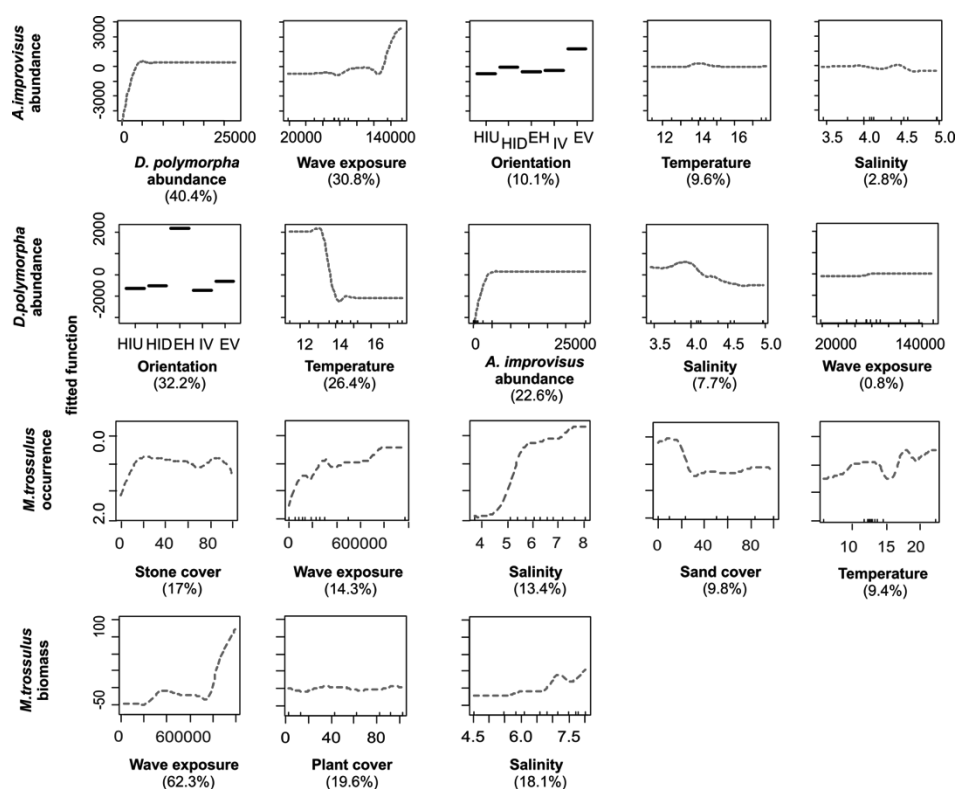 A.improvisus
abundance
3000
0
-3000
0 25000
D. polymorpha
abundance
(40.4%)
20000 140000
Wave exposure
(30.8%)
HIU HID EH IV EV
Orientation
(10.1%)
12 14 16
Temperature
(9.6%)
3.5 4.0 4.5 5.0
Salinity
(2.8%)
D.polymorpha
abundance
2000
0
-2000
fitted function
HIU HID EH IV EV
Orientation
(32.2%)
12 14 16
Temperature
(26.4%)
0 25000
A. improvisus
abundance
(22.6%)
3.5 4.0 4.5 5.0
Salinity
(7.7%)
20000 140000
Wave exposure
(0.8%)
M.trossulus
occurrence
0.0
2.0
0 40 80
Stone cover
(17%)
0 600000
Wave exposure
(14.3%)
4 5 6 7 8
Salinity
(13.4%)
0 40 80
Sand cover
(9.8%)
10 15 20
Temperature
(9.4%)
M.trossulus
biomass
100
-50
0 600000
Wave exposure
(62.3%)
0 40 80
Plant cover
(19.6%)
4.5 6.0 7.5
Salinity
(18.1%)